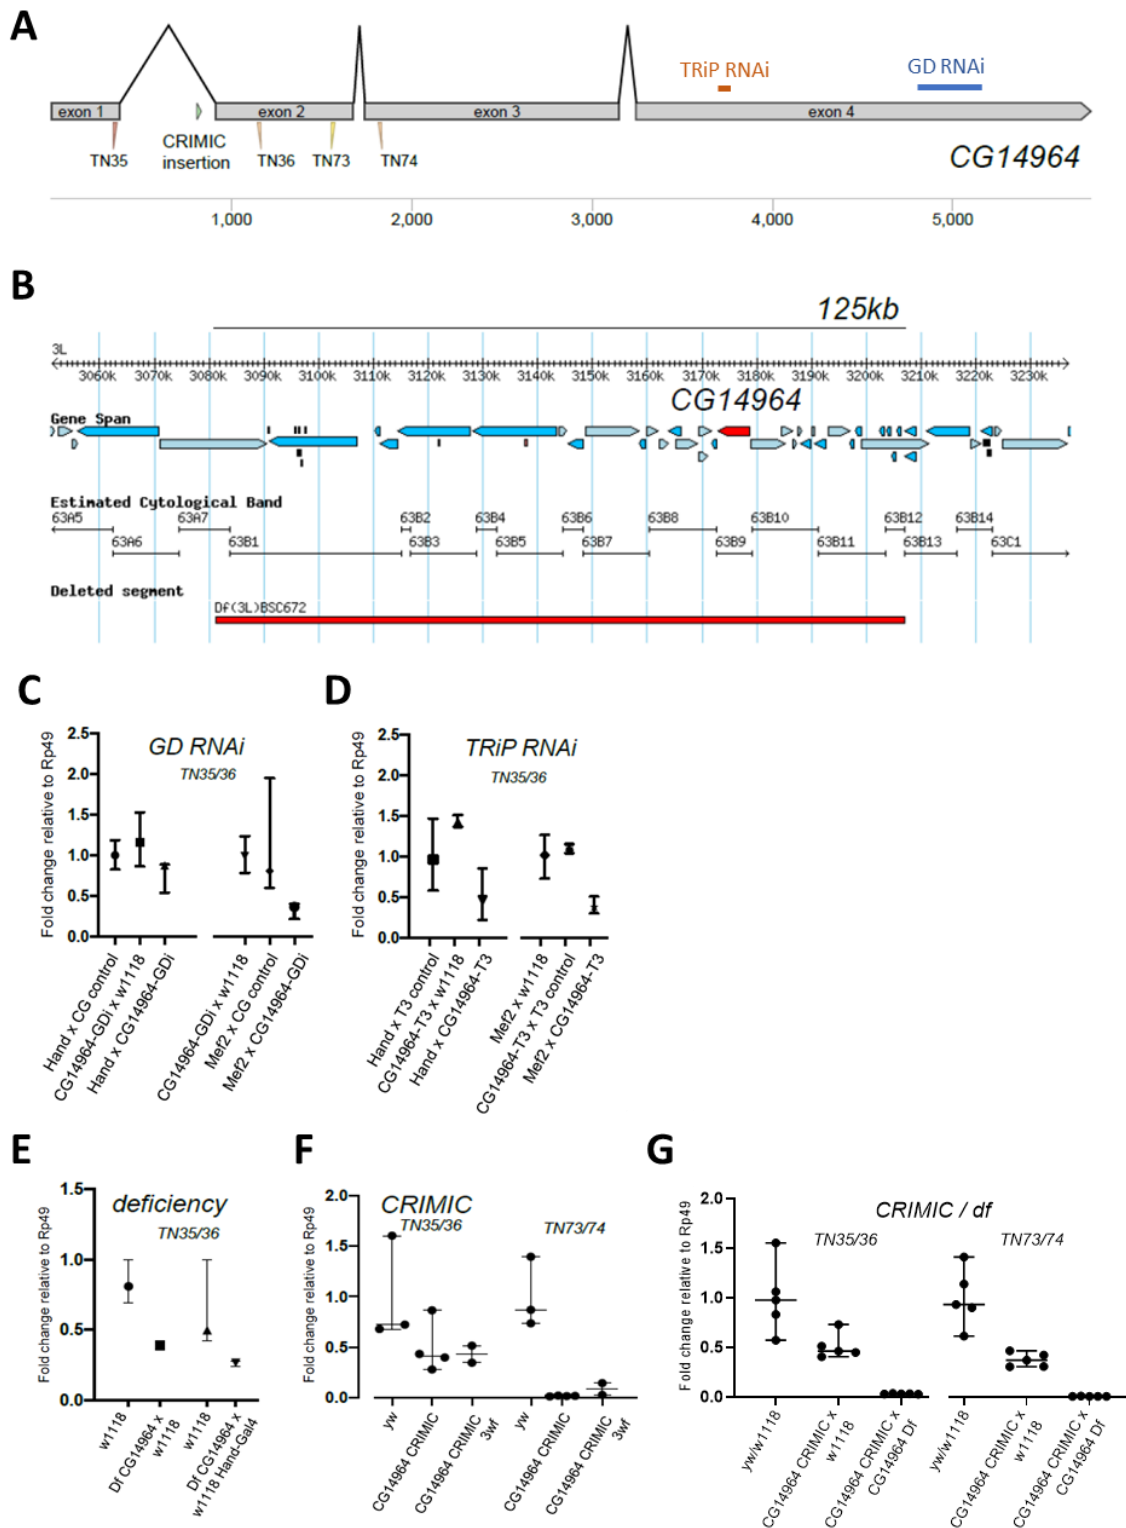 A
TRiP RNAi
GD RNAi
exon 1
exon 2
exon 3
exon 4
CRIMIC
insertion
TN35
TN36
TN73
TN74
CG14964
1,000
2,000
3,000
4,000
5,000
B
125kb
3L
3060k
3070k
3080k
3090k
3100k
3110k
3120k
3130k
3140k
3150k
3160k
3170k
3180k
3190k
3200k
3210k
3220k
3230k
CG14964
Gene Span
Estimated Cytological Band
63A5
63A7
63B2
63B4
63B6
63B8
63B10
63B12
63B14
63A6
63B1
63B3
63B5
63B7
63B9
63B11
63B13
63C1
Deleted segment
Df(3L)BSC672
C
Fold change relative to Rp49
2.5
2.0
1.5
1.0
0.5
0.0
GD RNAi
TN35/36
Hand x CG control
CG14964-GDi x w1118
Hand x CG14964-GDi
CG14964-GDi x w1118
Mef2 x CG control
Mef2 x CG14964-GDi
D
Fold change relative to Rp49
2.5
2.0
1.5
1.0
0.5
0.0
TRiP RNAi
TN35/36
Hand x T3 control
CG14964-T3 x w1118
Hand x CG14964-T3
Mef2 x w1118
CG14964-T3 x T3 control
Mef2 x CG14964-T3
E
Fold change relative to Rp49
1.5
1.0
0.5
0.0
deficiency
TN35/36
w1118
Df CG14964 x
w1118
w1118
Df CG14964 x
w1118 Hand-Gal4
F
Fold change relative to Rp49
2.0
1.5
1.0
0.5
0.0
CRIMIC
TN35/36
TN73/74
yw
CG14964 CRIMIC
CG14964 CRIMIC
3wf
yw
CG14964 CRIMIC
CG14964 CRIMIC
3wf
G
Fold change relative to Rp49
2.0
1.5
1.0
0.5
0.0
CRIMIC / df
TN35/36
TN73/74
yw/w1118
CG14964 CRIMIC x
w1118
CG14964 CRIMIC x
CG14964 Df
yw/w1118
CG14964 CRIMIC x
w1118
CG14964 CRIMIC x
CG14964 Df